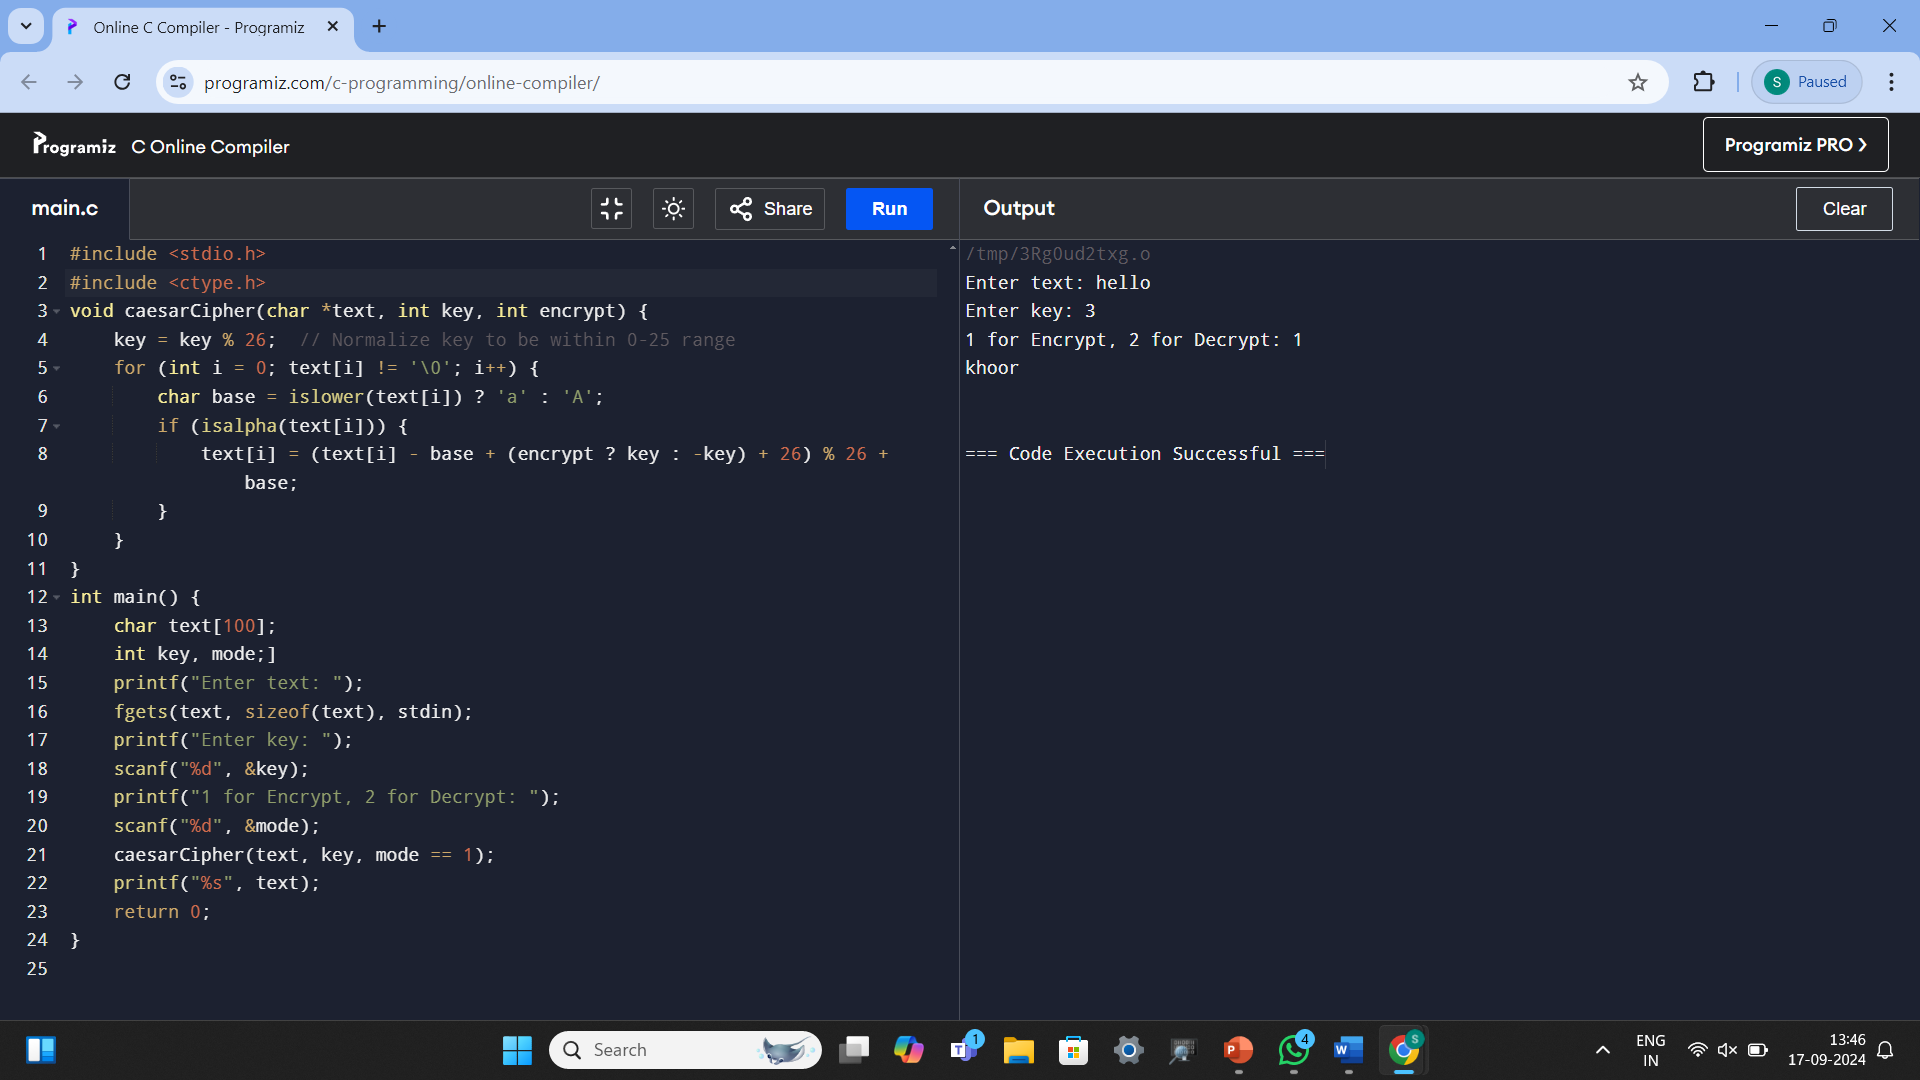 Online C Compiler - Programiz
programiz.com/c-programming/online-compiler/
S
Paused
Programiz C Online Compiler
Programiz PRO
main.c
Share
Run
Output
Clear
1 #include <stdio.h>
2 #include <ctype.h>
3 void caesarCipher(char *text, int key, int encrypt) {
4 key = key % 26;  // Normalize key to be within 0-25 range
5 for (int i = 0; text[i] != '\0'; i++) {
6 char base = islower(text[i]) ? 'a' : 'A';
7 if (isalpha(text[i])) {
8 text[i] = (text[i] - base + (encrypt ? key : -key) + 26) % 26 +
base;
9 }
10 }
11 }
12 int main() {
13 char text[100];
14 int key, mode;]
15 printf("Enter text: ");
16 fgets(text, sizeof(text), stdin);
17 printf("Enter key: ");
18 scanf("%d", &key);
19 printf("1 for Encrypt, 2 for Decrypt: ");
20 scanf("%d", &mode);
21 caesarCipher(text, key, mode == 1);
22 printf("%s", text);
23 return 0;
24 }
25
/tmp/3Rg0ud2txg.o
Enter text: hello
Enter key: 3
1 for Encrypt, 2 for Decrypt: 1
khoor
=== Code Execution Successful ===
Search
T
1
P
4
W
S
ENG
IN
13:46
17-09-2024